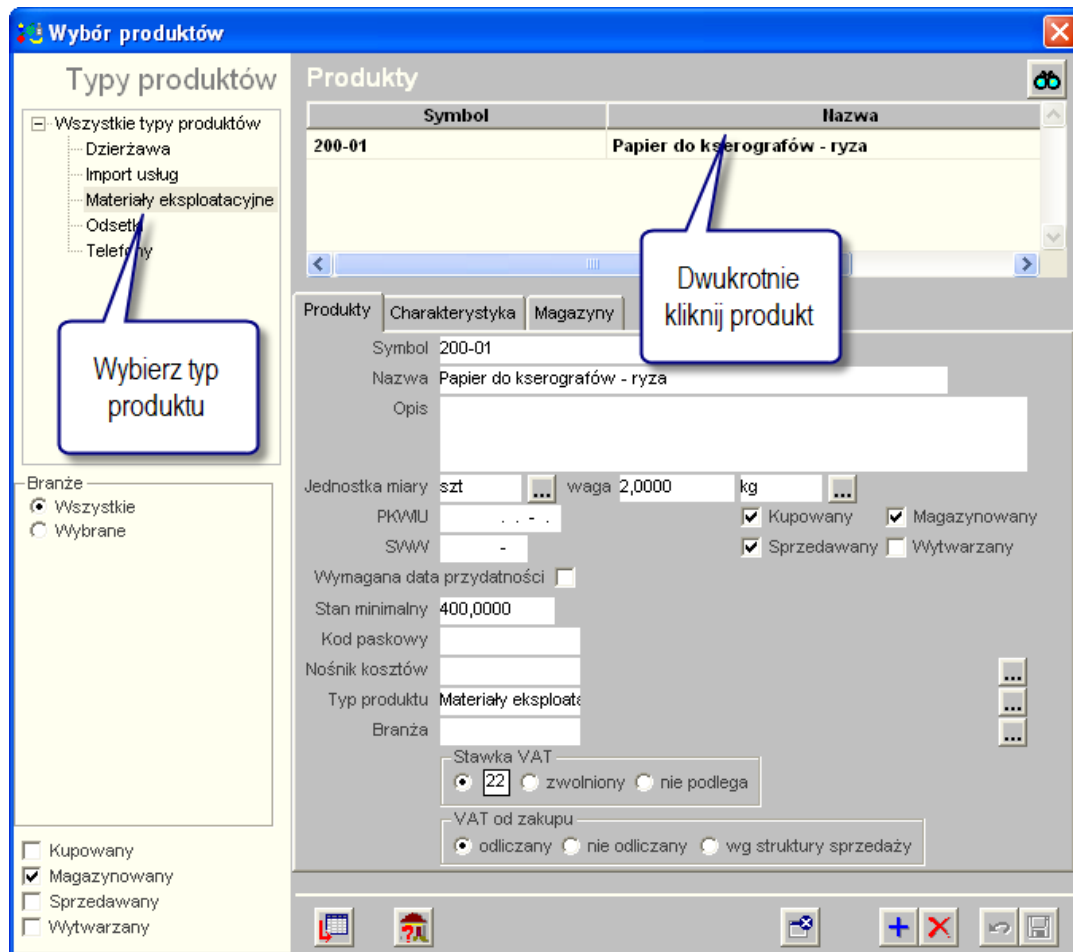 Wybór produktów
Typy produktów
Wszystkie typy produktów
Dzierżawa
Import usług
Materiały eksploatacyjne
Odsetki
Telefony
Wybierz typ
produktu
Branże
Wszystkie
Wybrane
Kupowany
Magazynowany
Sprzedawany
Wytwarzany
Produkty
Symbol Nazwa
200-01 Papier do kserografów - ryza
Dwukrotnie
kliknij produkt
Produkty Charakterystyka Magazyny
Symbol 200-01
Nazwa Papier do kserografów - ryza
Opis
Jednostka miary szt ... waga 2,0000 kg ...
PKWIU . . - . Kupowany Magazynowany
SWW - Sprzedawany Wytwarzany
Wymagana data przydatności
Stan minimalny 400,0000
Kod paskowy
Nośnik kosztów ...
Typ produktu Materiały eksploata ...
Branża ...
Stawka VAT
22 zwolniony nie podlega
VAT od zakupu
odliczany nie odliczany wg struktury sprzedaży